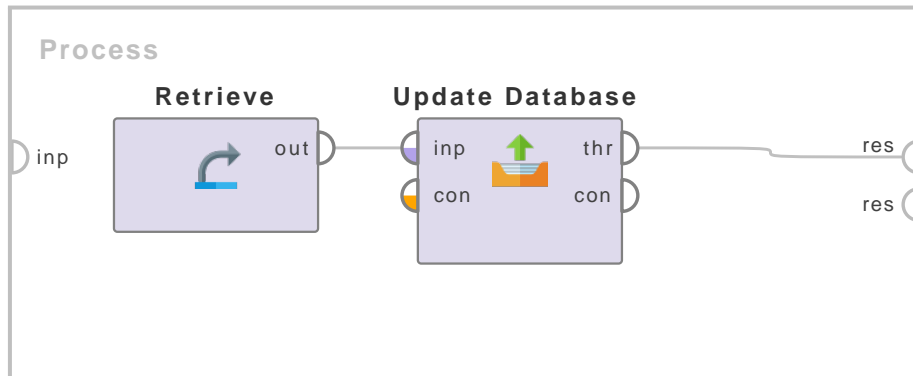 Process
Retrieve
Update Database
inp
out
inp
thr
res
con
con
res